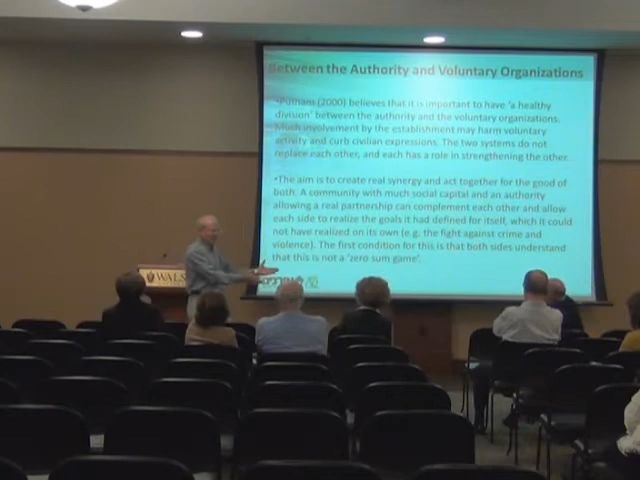 Between the Authority and Voluntary Organizations
•Putnam (2000) believes that it is important to have 'a healthy
division' between the authority and the voluntary organizations.
Much involvement by the establishment may harm voluntary
activity and curb civilian expressions. The two systems do not
replace each other, and each has a role in strengthening the other.
•The aim is to create real synergy and act together for the good of
both. A community with much social capital and an authority
allowing a real partnership can complement each other and allow
each side to realize the goals it had defined for itself, which it could
not have realized on its own (e.g. the fight against crime and
violence). The first condition for this is that both sides understand
that this is not a 'zero sum game'.
WALS